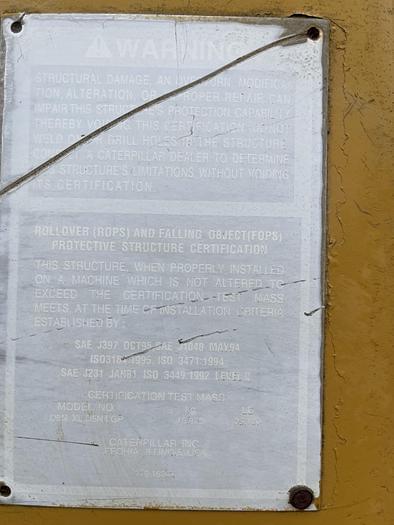 WARNING
STRUCTURAL DAMAGE, AN OVERTURN, MODIFICA-
TION, ALTERATION, OR IMPROPER REPAIR CAN
IMPAIR THIS STRUCTURE'S PROTECTION CAPABILITY
THEREBY VOIDING THIS CERTIFICATION. DO NOT
WELD ON OR DRILL HOLES IN THE STRUCTURE.
CONSULT A CATERPILLAR DEALER TO DETERMINE
THIS STRUCTURE'S LIMITATIONS WITHOUT VOIDING
ITS CERTIFICATION.
ROLLOVER (ROPS) AND FALLING OBJECT(FOPS)
PROTECTIVE STRUCTURE CERTIFICATION
THIS STRUCTURE, WHEN PROPERLY INSTALLED
ON A MACHINE WHICH IS NOT ALTERED TO
EXCEED THE CERTIFICATION TEST MASS
MEETS, AT THE TIME OF INSTALLATION CRITERIA
ESTABLISHED BY:
SAE J397 OCT95 SAE J1040 MAY94
ISO3164 1995, ISO 3471:1994
SAE J231 JAN81 ISO 3449:1992 LEVEL II
CERTIFICATION TEST MASS
MODEL NO. KG LB
CATERPILLAR INC.
PEORIA, ILLINOIS, USA